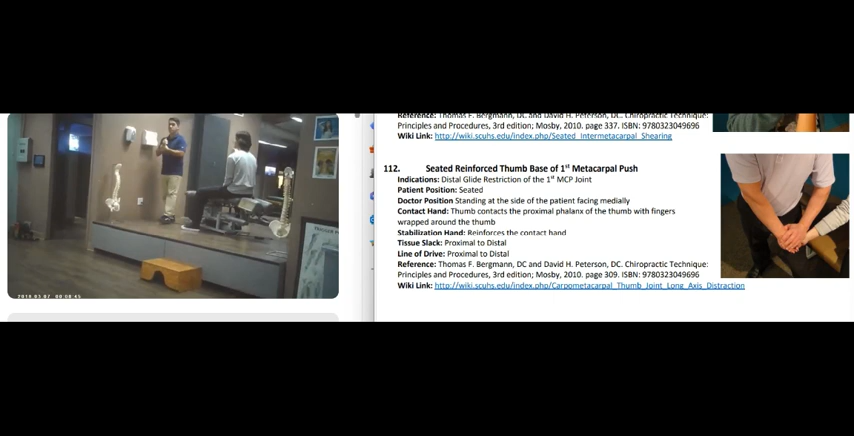 2019.03.07 00:08:45
Reference: Thomas F. Bergmann, DC and David H. Peterson, DC. Chiropractic Technique:
Principles and Procedures, 3rd edition; Mosby, 2010. page 337. ISBN: 9780323049696
Wiki Link: http://wiki.scuhs.edu/index.php/Seated_Intermetacarpal_Shearing
112. Seated Reinforced Thumb Base of 1st Metacarpal Push
Indications: Distal Glide Restriction of the 1st MCP Joint
Patient Position: Seated
Doctor Position Standing at the side of the patient facing medially
Contact Hand: Thumb contacts the proximal phalanx of the thumb with fingers
wrapped around the thumb
Stabilization Hand: Reinforces the contact hand
Tissue Slack: Proximal to Distal
Line of Drive: Proximal to Distal
Reference: Thomas F. Bergmann, DC and David H. Peterson, DC. Chiropractic Technique:
Principles and Procedures, 3rd edition; Mosby, 2010. page 309. ISBN: 9780323049696
Wiki Link: http://wiki.scuhs.edu/index.php/Carpometacarpal_Thumb_Joint_Long_Axis_Distraction